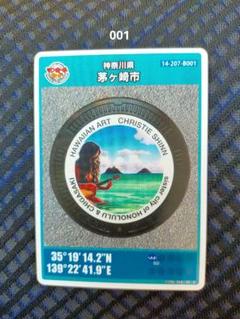 001
神奈川県
14-207-B001
茅ヶ崎市
HAWAIIAN ART CHRISTIE SHINN
sister city of HONOLULU & CHIGASAKI
35°19'14.2"N
139°22'41.9"E